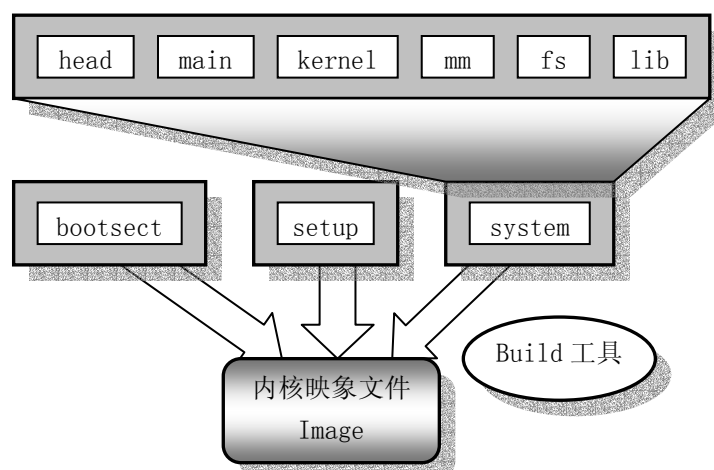 head main kernel mm fs lib
bootsect setup system
Build 工具
内核映象文件
Image